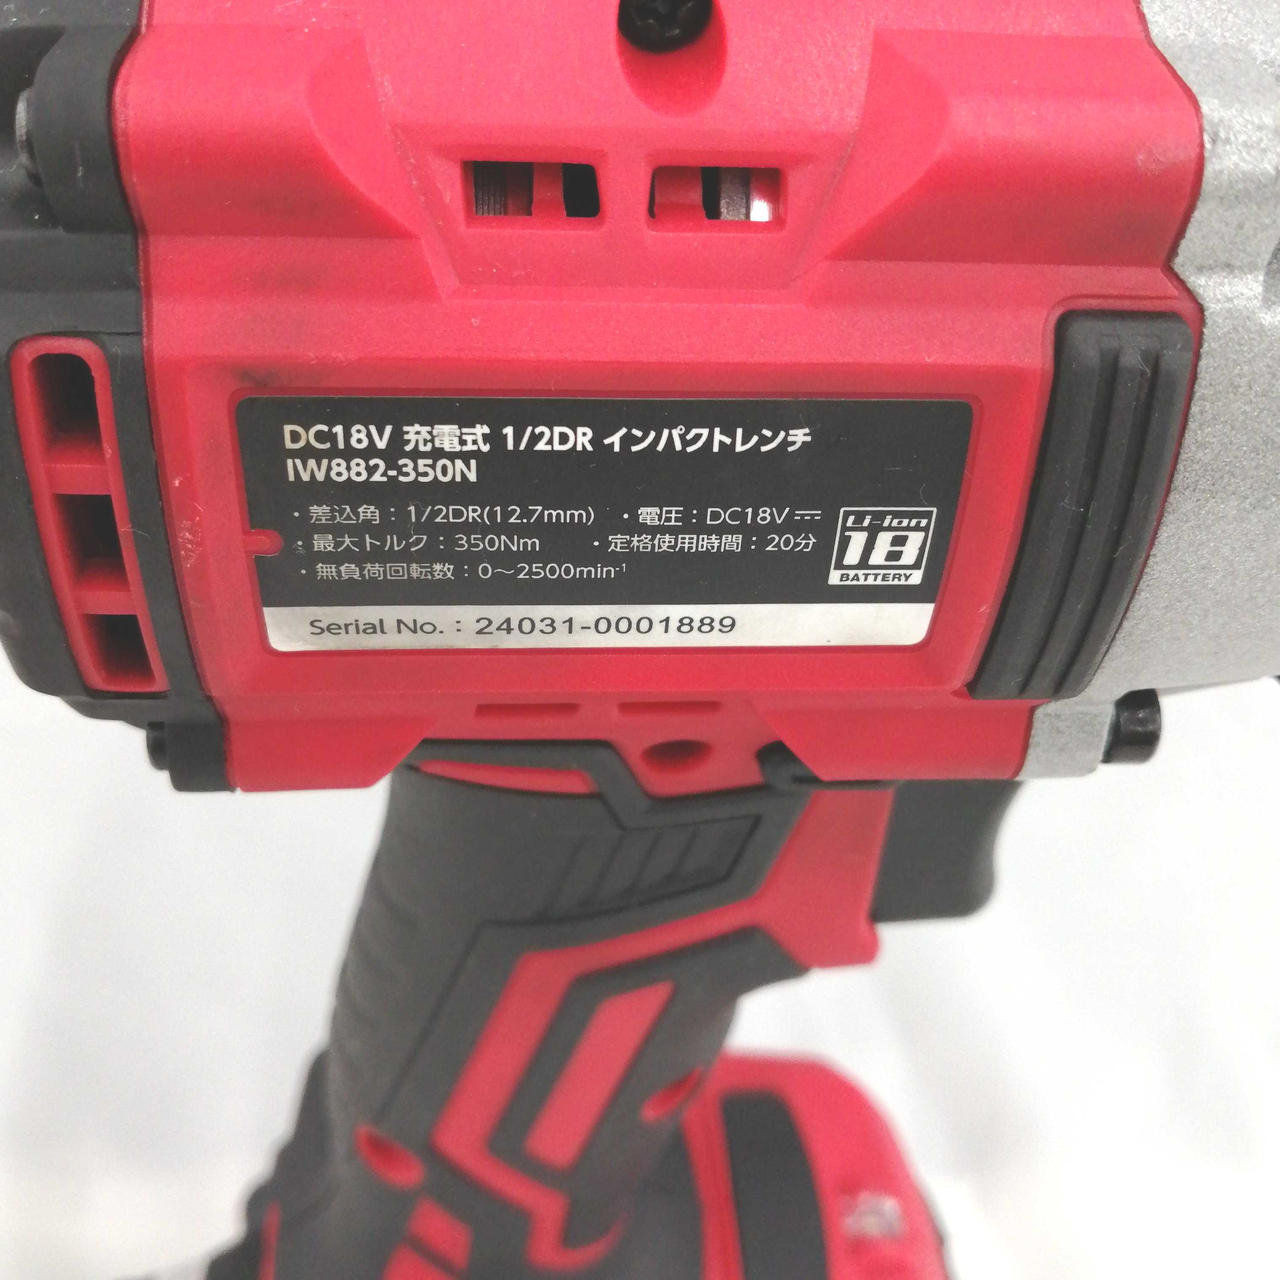 DC18V 充電式 1/2DR インパクトレンチ
IW882-350N
・差込角：1/2DR(12.7mm) ・電圧：DC18V⎓
・最大トルク：350Nm ・定格使用時間：20分
・無負荷回転数：0～2500min⁻¹
Li-ion
18
BATTERY
Serial No.：24031-0001889